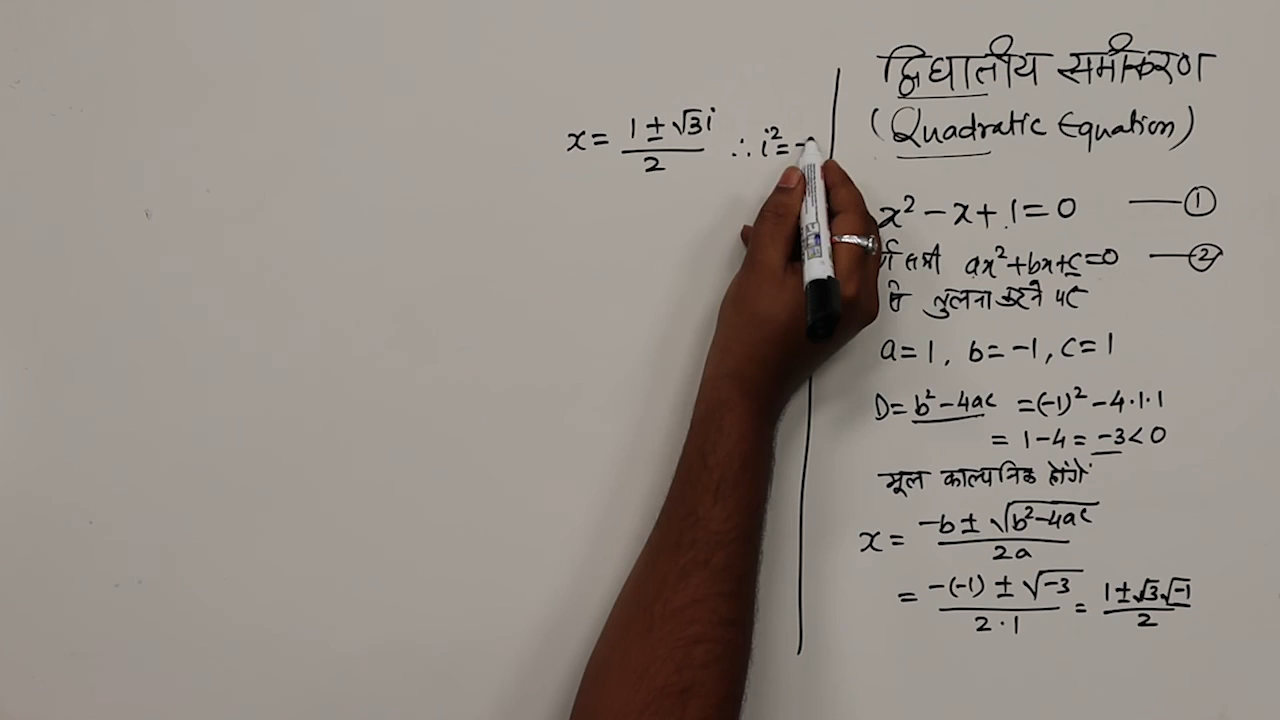 द्विघातीय समीकरण
(Quadratic Equation)
x² - x + 1 = 0 —— ①
ax² + bx + c = 0 —— ②
तुलना करने पर
a = 1, b = -1, c = 1
D = b² - 4ac = (-1)² - 4·1·1
= 1 - 4 = -3 < 0
मूल काल्पनिक होंगे
x = (-b ± √(b² - 4ac)) / 2a
= (-(-1) ± √-3) / 2·1 = (1 ± √3 √-1) / 2
x = (1 ± √3 i) / 2 ∴ i² = -